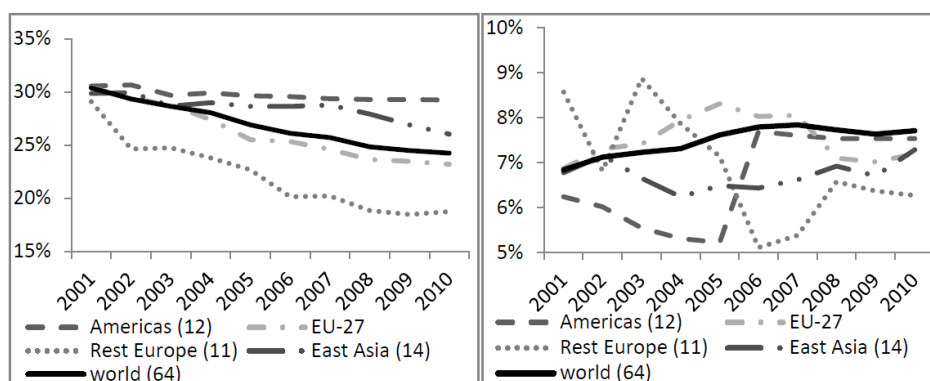 35%
30%
25%
20%
15%
2001 2002 2003 2004 2005 2006 2007 2008 2009 2010
Americas (12) EU-27
Rest Europe (11) East Asia (14)
world (64)
10%
9%
8%
7%
6%
5%
2001 2002 2003 2004 2005 2006 2007 2008 2009 2010
Americas (12) EU-27
Rest Europe (11) East Asia (14)
world (64)